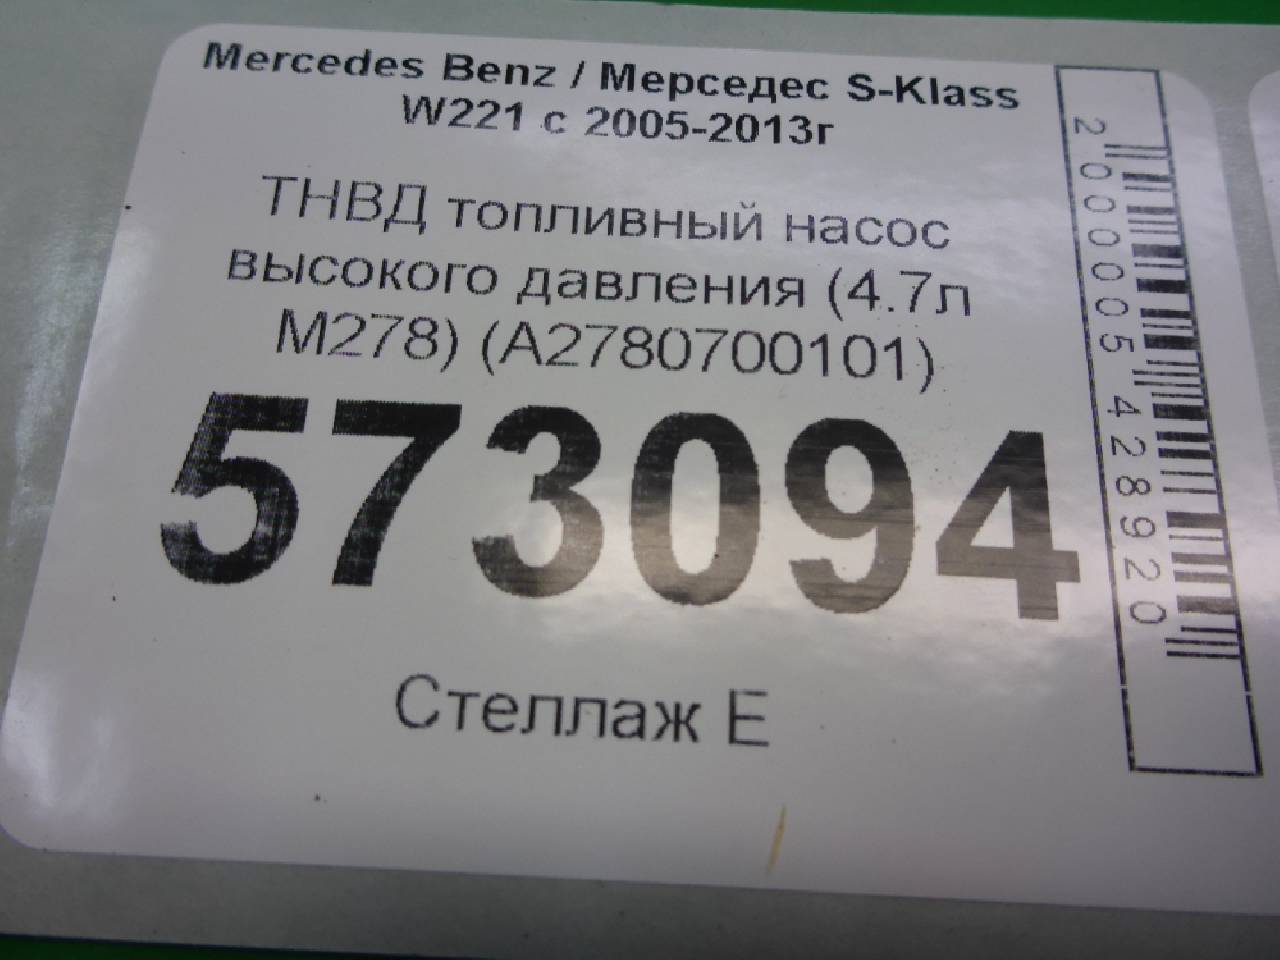 Mercedes Benz / Мерседес S-Klass
W221 с 2005-2013г
ТНВД топливный насос
высокого давления (4.7л
M278) (A2780700101)
573094
Стеллаж Е
2000005428920